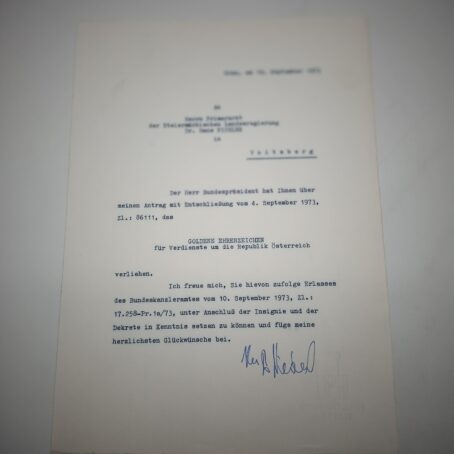 Graz, am 19. September 1973
An
Herrn Primararzt
der Steiermärkischen Landesregierung
Dr. Hans
in
Voitsberg
Der Herr Bundespräsident hat Ihnen über
meinen Antrag mit Entschließung vom 4. September 1973,
Zl.: 86111, das
GOLDENE EHRENZEICHEN
für Verdienste um die Republik Österreich
verliehen.
Ich freue mich, Sie hievon zufolge Erlasses
des Bundeskanzleramtes vom 10. September 1973, Zl.:
17.258-Pr.1a/73, unter Anschluß der Insignie und der
Dekrete in Kenntnis setzen zu können und füge meine
herzlichsten Glückwünsche bei.